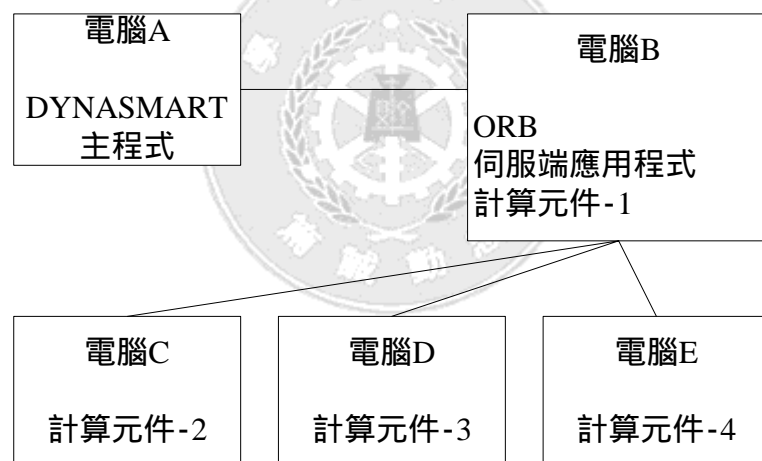 電腦A
DYNASMART
主程式
電腦B
ORB
伺服端應用程式
計算元件-1
電腦C
計算元件-2
電腦D
計算元件-3
電腦E
計算元件-4